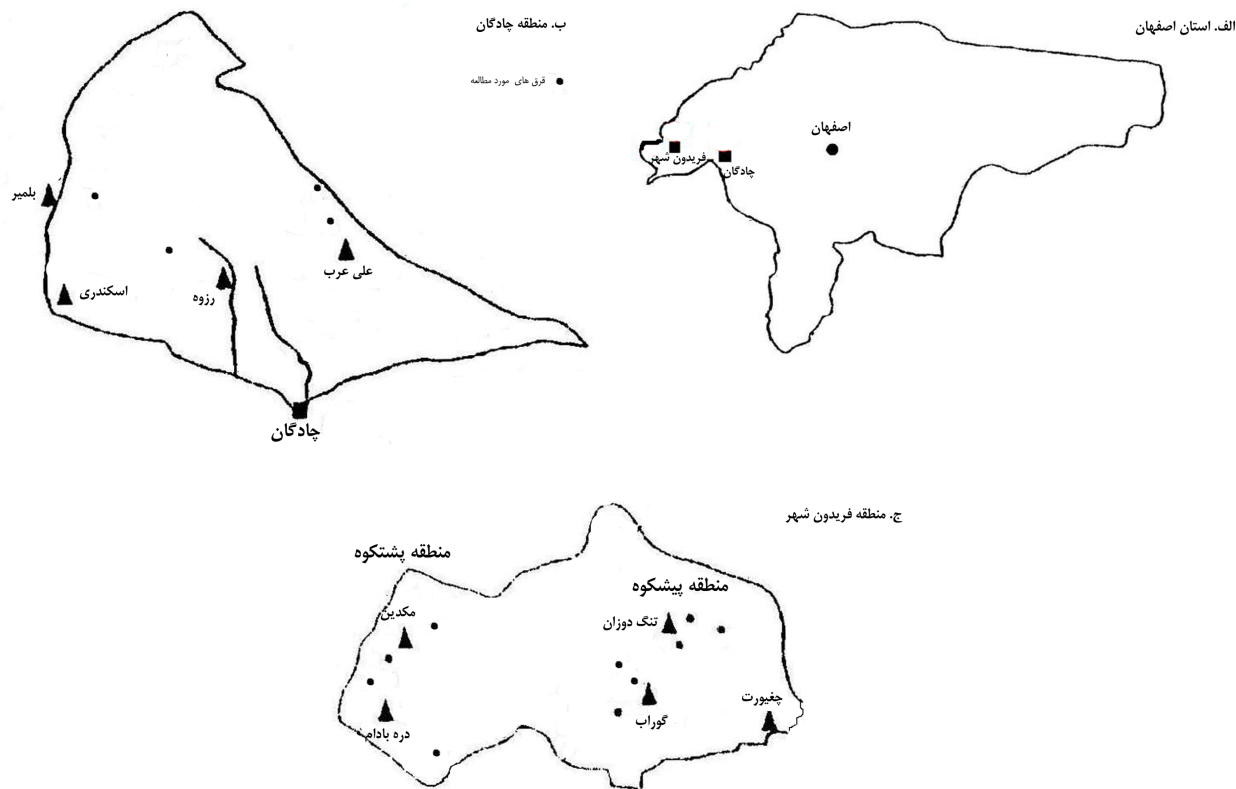 الف. استان اصفهان
اصفهان
فریدون شهر
چادگان
ب. منطقه چادگان
قرق های مورد مطالعه
بلمیر
علی عرب
رزوه
اسکندری
چادگان
ج. منطقه فریدون شهر
منطقه پشتکوه
منطقه پیشکوه
مکدین
تنگ دوزان
چغیورت
گوراب
دره بادام